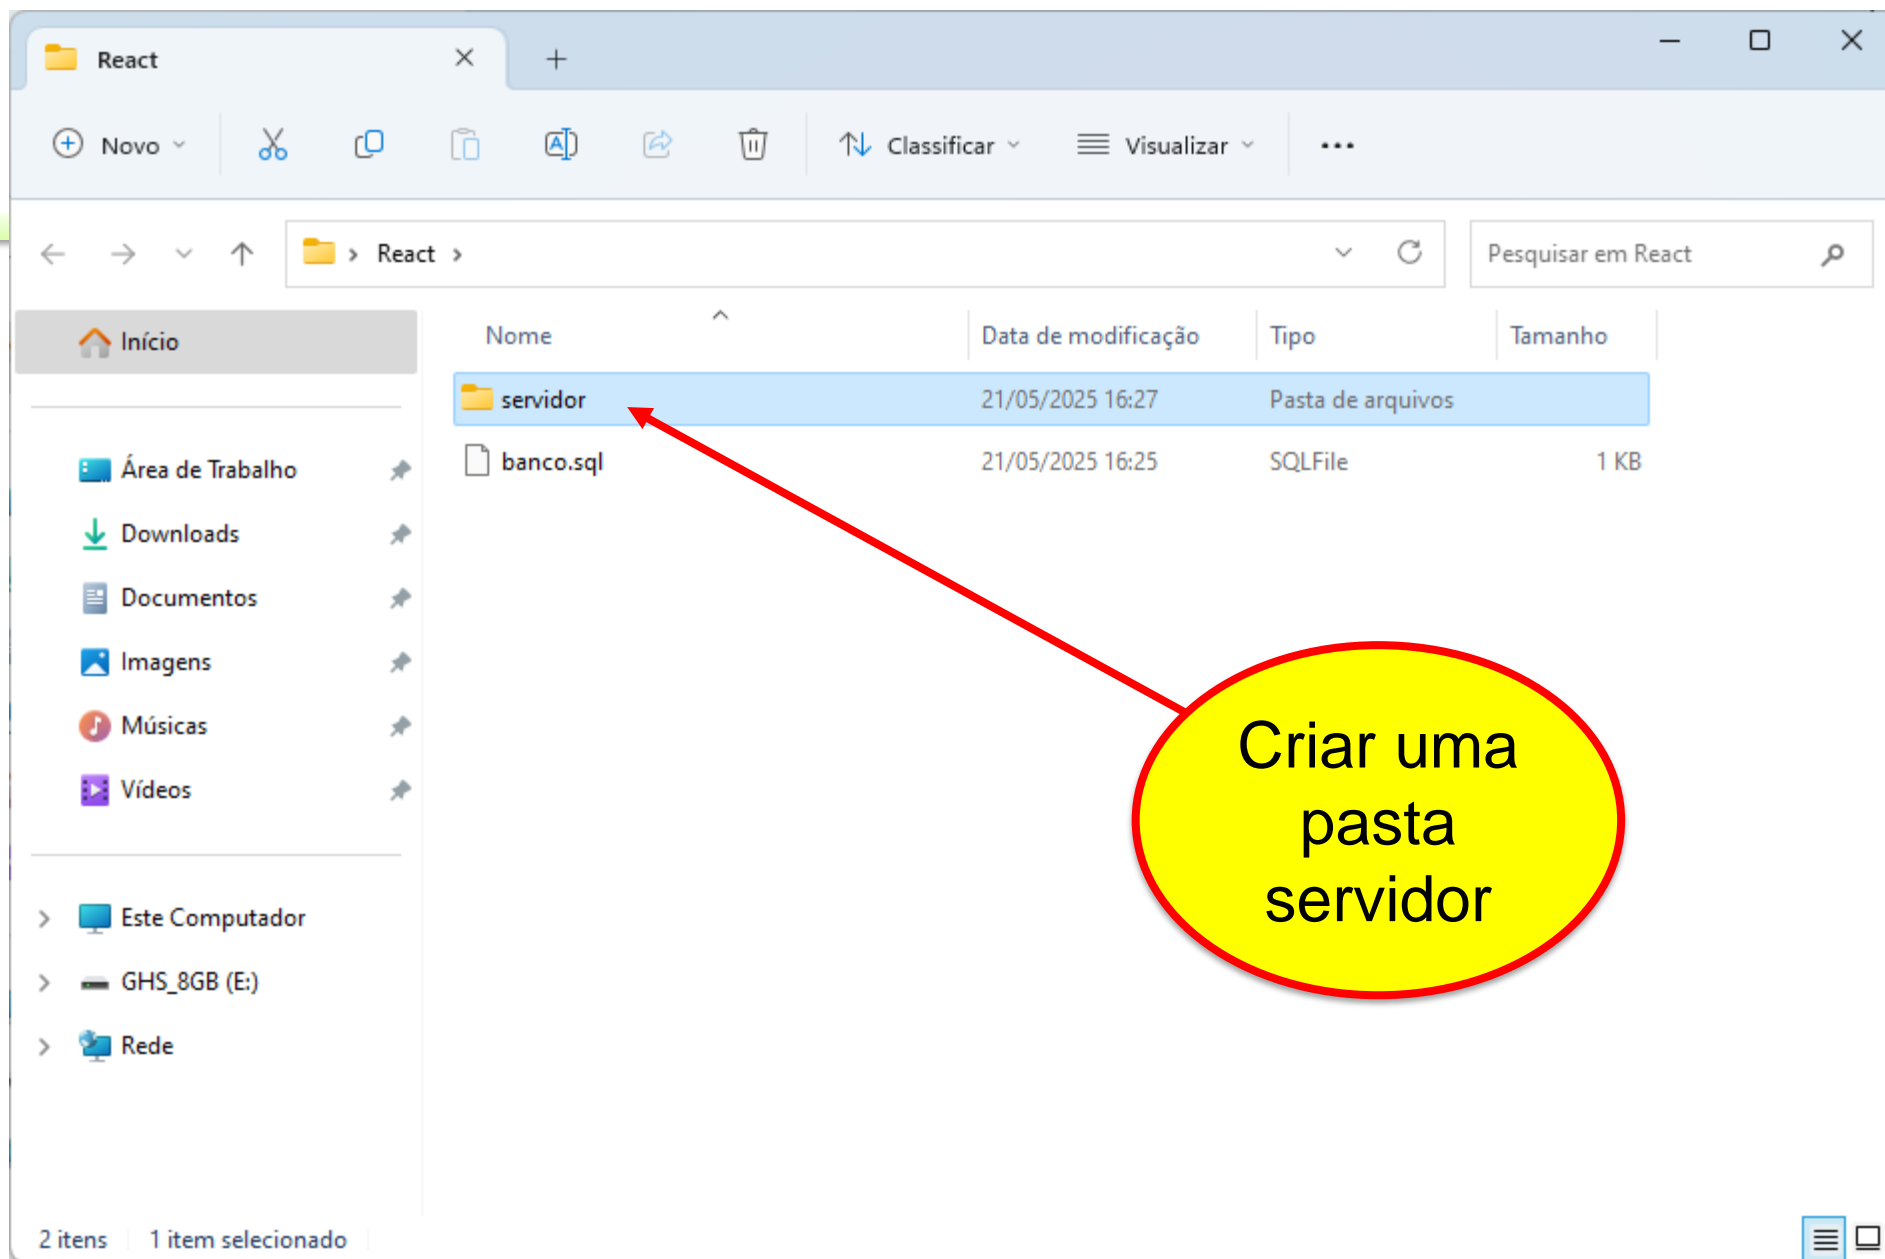 React
Novo
Classificar
Visualizar
React
Pesquisar em React
Início
Área de Trabalho
Downloads
Documentos
Imagens
Músicas
Vídeos
Este Computador
GHS_8GB (E:)
Rede
Nome Data de modificação Tipo Tamanho
servidor 21/05/2025 16:27 Pasta de arquivos
banco.sql 21/05/2025 16:25 SQLFile 1 KB
Criar uma
pasta
servidor
2 itens 1 item selecionado